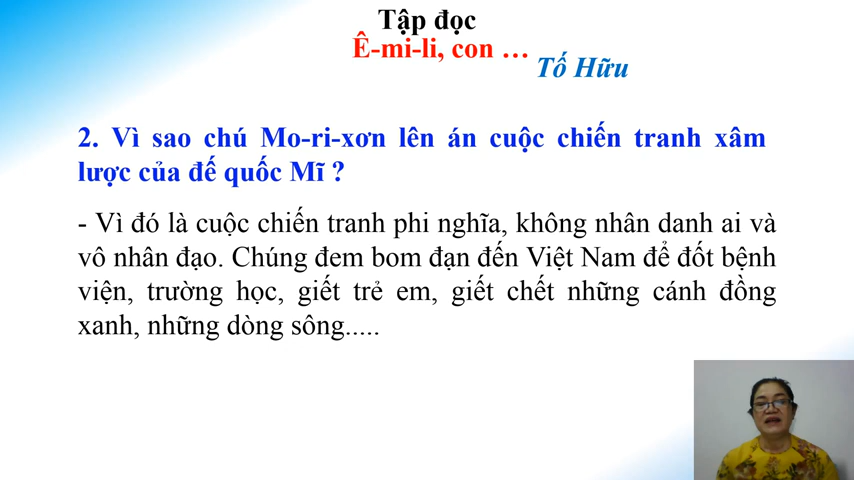 Tập đọc
Ê-mi-li, con …
Tố Hữu
2. Vì sao chú Mo-ri-xơn lên án cuộc chiến tranh xâm
lược của đế quốc Mĩ ?
- Vì đó là cuộc chiến tranh phi nghĩa, không nhân danh ai và
vô nhân đạo. Chúng đem bom đạn đến Việt Nam để đốt bệnh
viện, trường học, giết trẻ em, giết chết những cánh đồng
xanh, những dòng sông.....